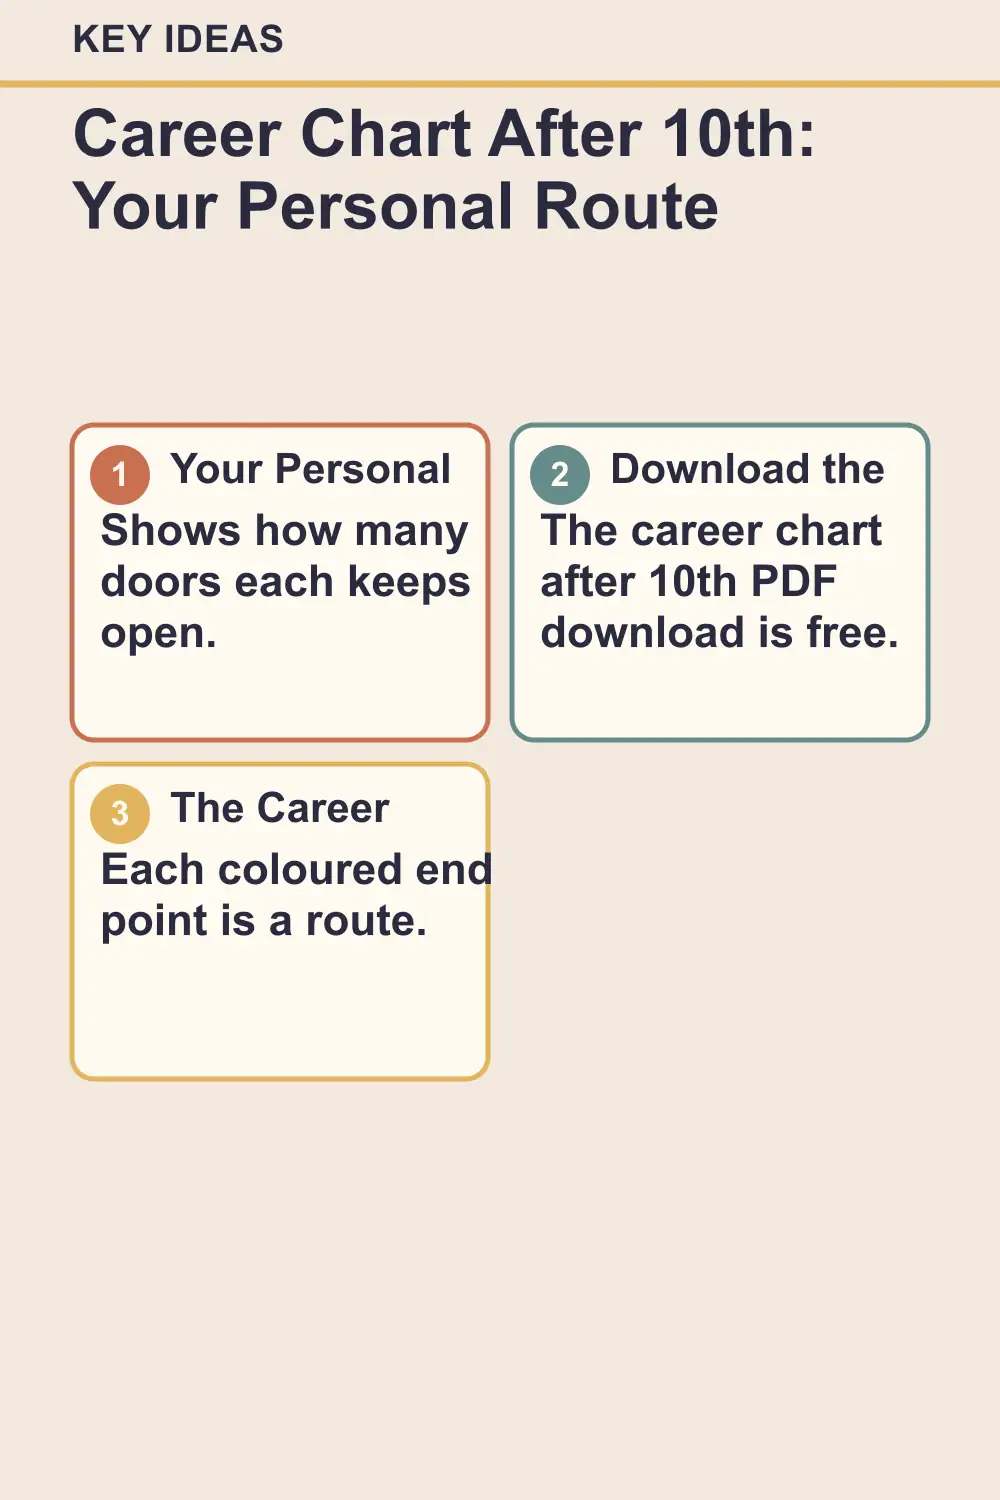 KEY IDEAS
Career Chart After 10th:
Your Personal Route
1 Your Personal
Shows how many
doors each keeps
open.
2 Download the
The career chart
after 10th PDF
download is free.
3 The Career
Each coloured end
point is a route.